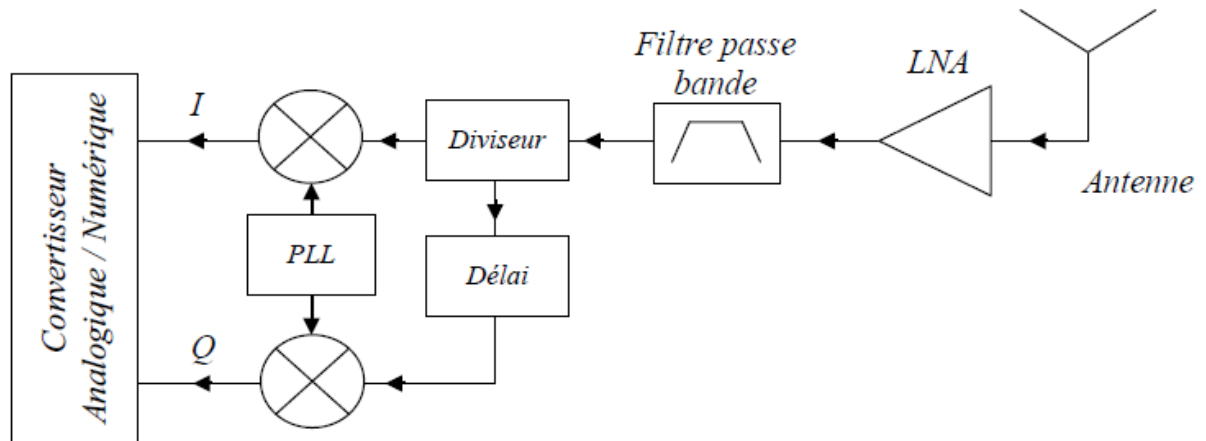 Convertisseur
Analogique / Numérique
I
Q
PLL
Diviseur
Délai
Filtre passe
bande
LNA
Antenne